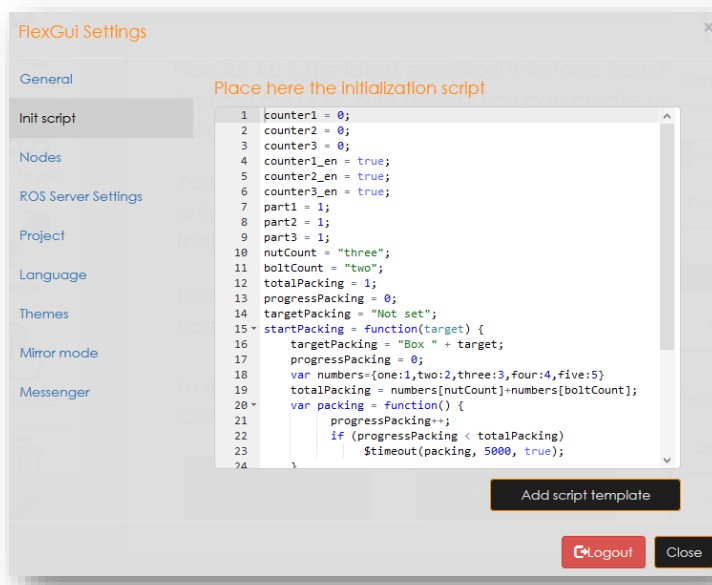 FlexGui Settings
×
General
Init script
Nodes
ROS Server Settings
Project
Language
Themes
Mirror mode
Messenger
Place here the initialization script
1 counter1 = 0;
2 counter2 = 0;
3 counter3 = 0;
4 counter1_en = true;
5 counter2_en = true;
6 counter3_en = true;
7 part1 = 1;
8 part2 = 1;
9 part3 = 1;
10 nutCount = "three";
11 boltCount = "two";
12 totalPacking = 1;
13 progressPacking = 0;
14 targetPacking = "Not set";
15 startPacking = function(target) {
16 targetPacking = "Box " + target;
17 progressPacking = 0;
18 var numbers={one:1,two:2,three:3,four:4,five:5}
19 totalPacking = numbers[nutCount]+numbers[boltCount];
20 var packing = function() {
21 progressPacking++;
22 if (progressPacking < totalPacking)
23 $timeout(packing, 5000, true);
24 }
Add script template
Logout
Close